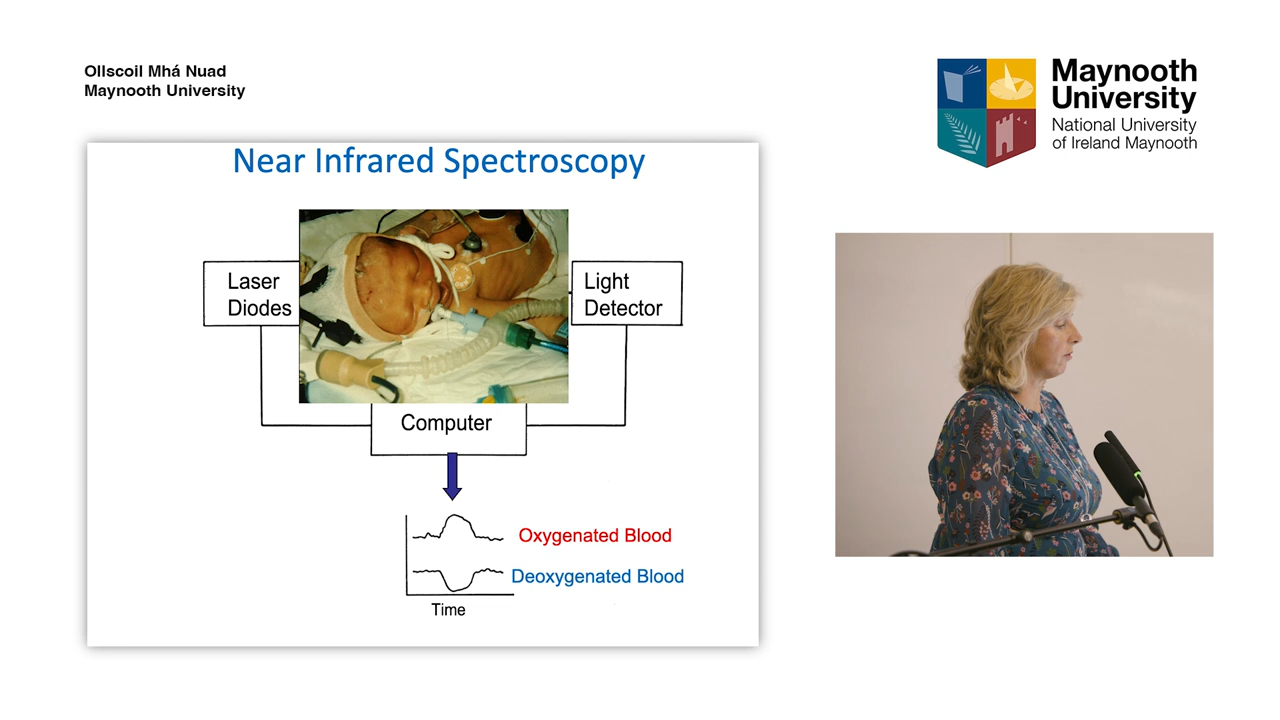 Ollscoil Mhá Nuad
Maynooth University
Maynooth
University
National University
of Ireland Maynooth
Near Infrared Spectroscopy
Laser
Diodes
Light
Detector
Computer
Oxygenated Blood
Deoxygenated Blood
Time